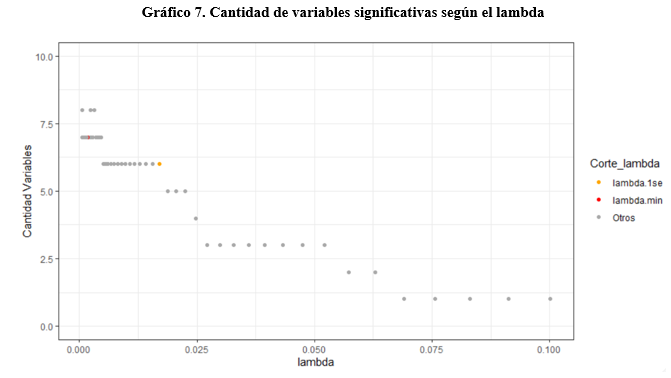 Gráfico 7. Cantidad de variables significativas según el lambda
10.0
7.5
5.0
2.5
0.0
Cantidad Variables
0.000 0.025 0.050 0.075 0.100
lambda
Corte_lambda
lambda.1se
lambda.min
Otros